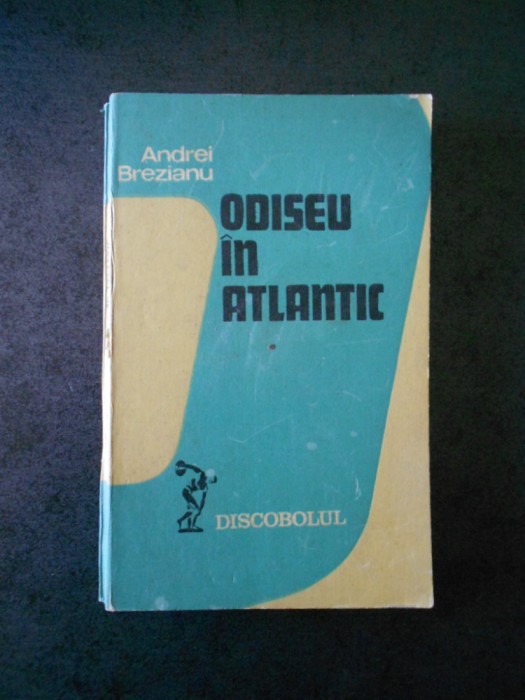 Andrei
Brezianu
ODISEU
în
ATLANTIC
DISCOBOLUL